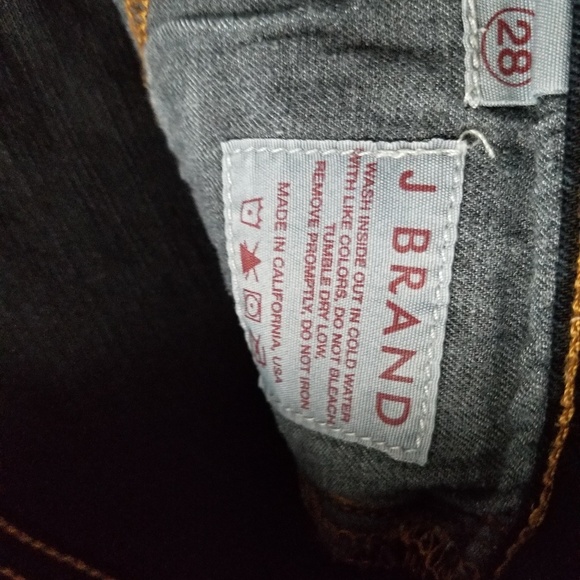 28
J BRAND
WASH INSIDE OUT IN COLD WATER
WITH LIKE COLORS, DO NOT BLEACH
TUMBLE DRY LOW,
REMOVE PROMPTLY, DO NOT IRON
MADE IN CALIFORNIA, USA